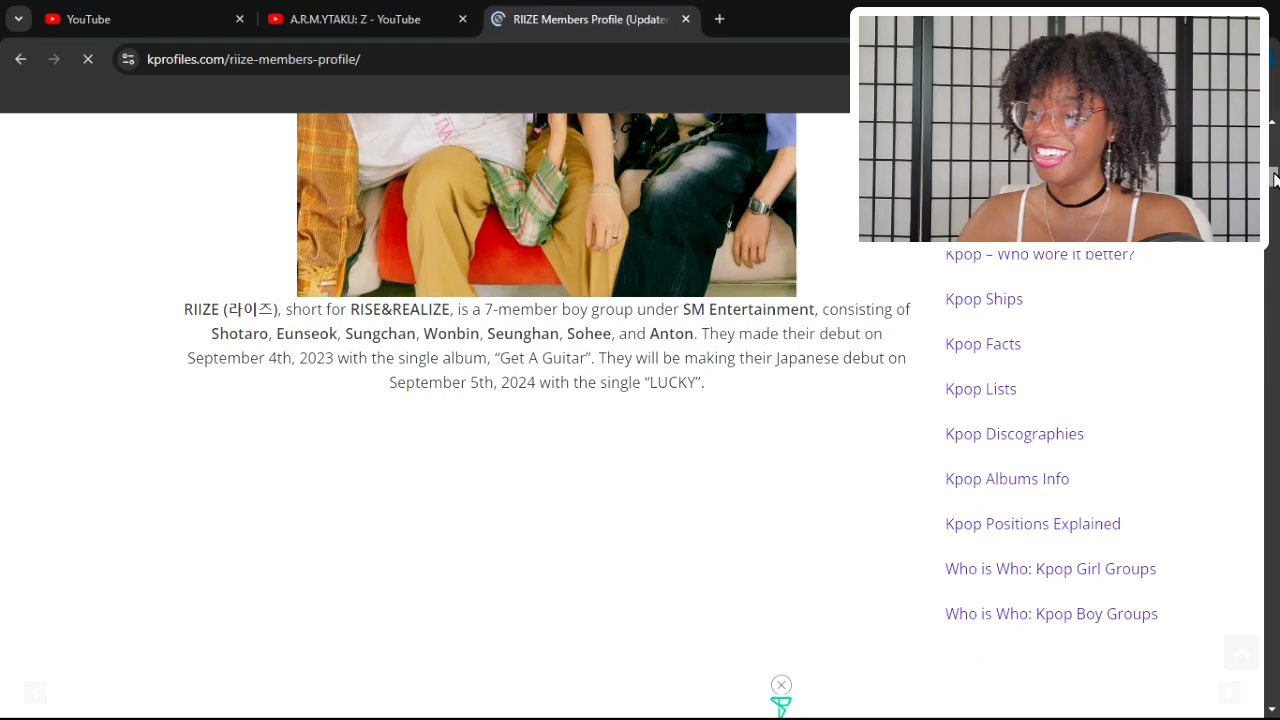 YouTube
A.R.M.YTAKU: Z - YouTube
RIIZE Members Profile (Update
kprofiles.com/riize-members-profile/
RIIZE (라이즈), short for RISE&REALIZE, is a 7-member boy group under SM Entertainment, consisting of
Shotaro, Eunseok, Sungchan, Wonbin, Seunghan, Sohee, and Anton. They made their debut on
September 4th, 2023 with the single album, “Get A Guitar”. They will be making their Japanese debut on
September 5th, 2024 with the single “LUCKY”.
Kpop – Who wore it better?
Kpop Ships
Kpop Facts
Kpop Lists
Kpop Discographies
Kpop Albums Info
Kpop Positions Explained
Who is Who: Kpop Girl Groups
Who is Who: Kpop Boy Groups